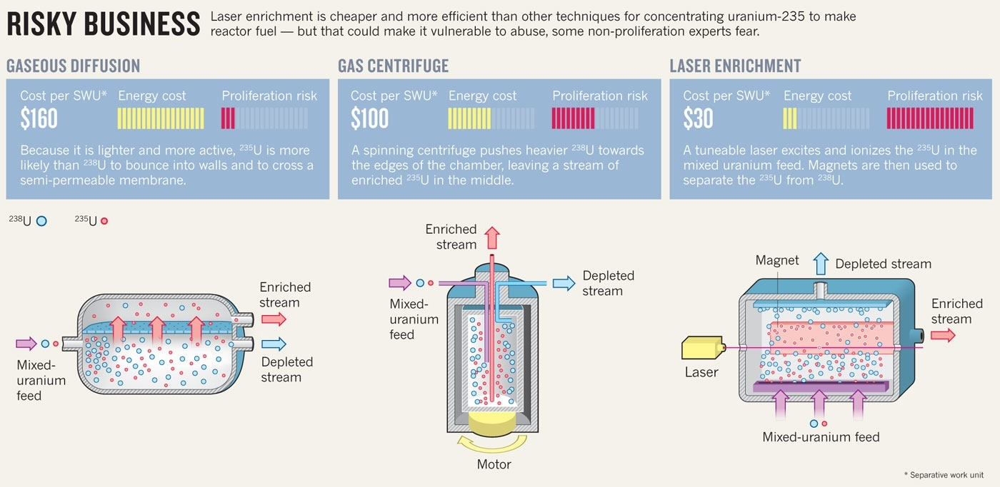 RISKY BUSINESS
Laser enrichment is cheaper and more efficient than other techniques for concentrating uranium-235 to make
reactor fuel — but that could make it vulnerable to abuse, some non-proliferation experts fear.
GASEOUS DIFFUSION
Cost per SWU* Energy cost Proliferation risk
$160
Because it is lighter and more active, ²³⁵U is more
likely than ²³⁸U to bounce into walls and to cross a
semi-permeable membrane.
GAS CENTRIFUGE
Cost per SWU* Energy cost Proliferation risk
$100
A spinning centrifuge pushes heavier ²³⁸U towards
the edges of the chamber, leaving a stream of
enriched ²³⁵U in the middle.
LASER ENRICHMENT
Cost per SWU* Energy cost Proliferation risk
$30
A tuneable laser excites and ionizes the ²³⁵U in the
mixed uranium feed. Magnets are then used to
separate the ²³⁵U from ²³⁸U.
²³⁸U ²³⁵U
Mixed-
uranium
feed
Enriched
stream
Depleted
stream
Enriched
stream
Mixed-
uranium
feed
Depleted
stream
Motor
Magnet
Depleted stream
Enriched
stream
Laser
Mixed-uranium feed
* Separative work unit